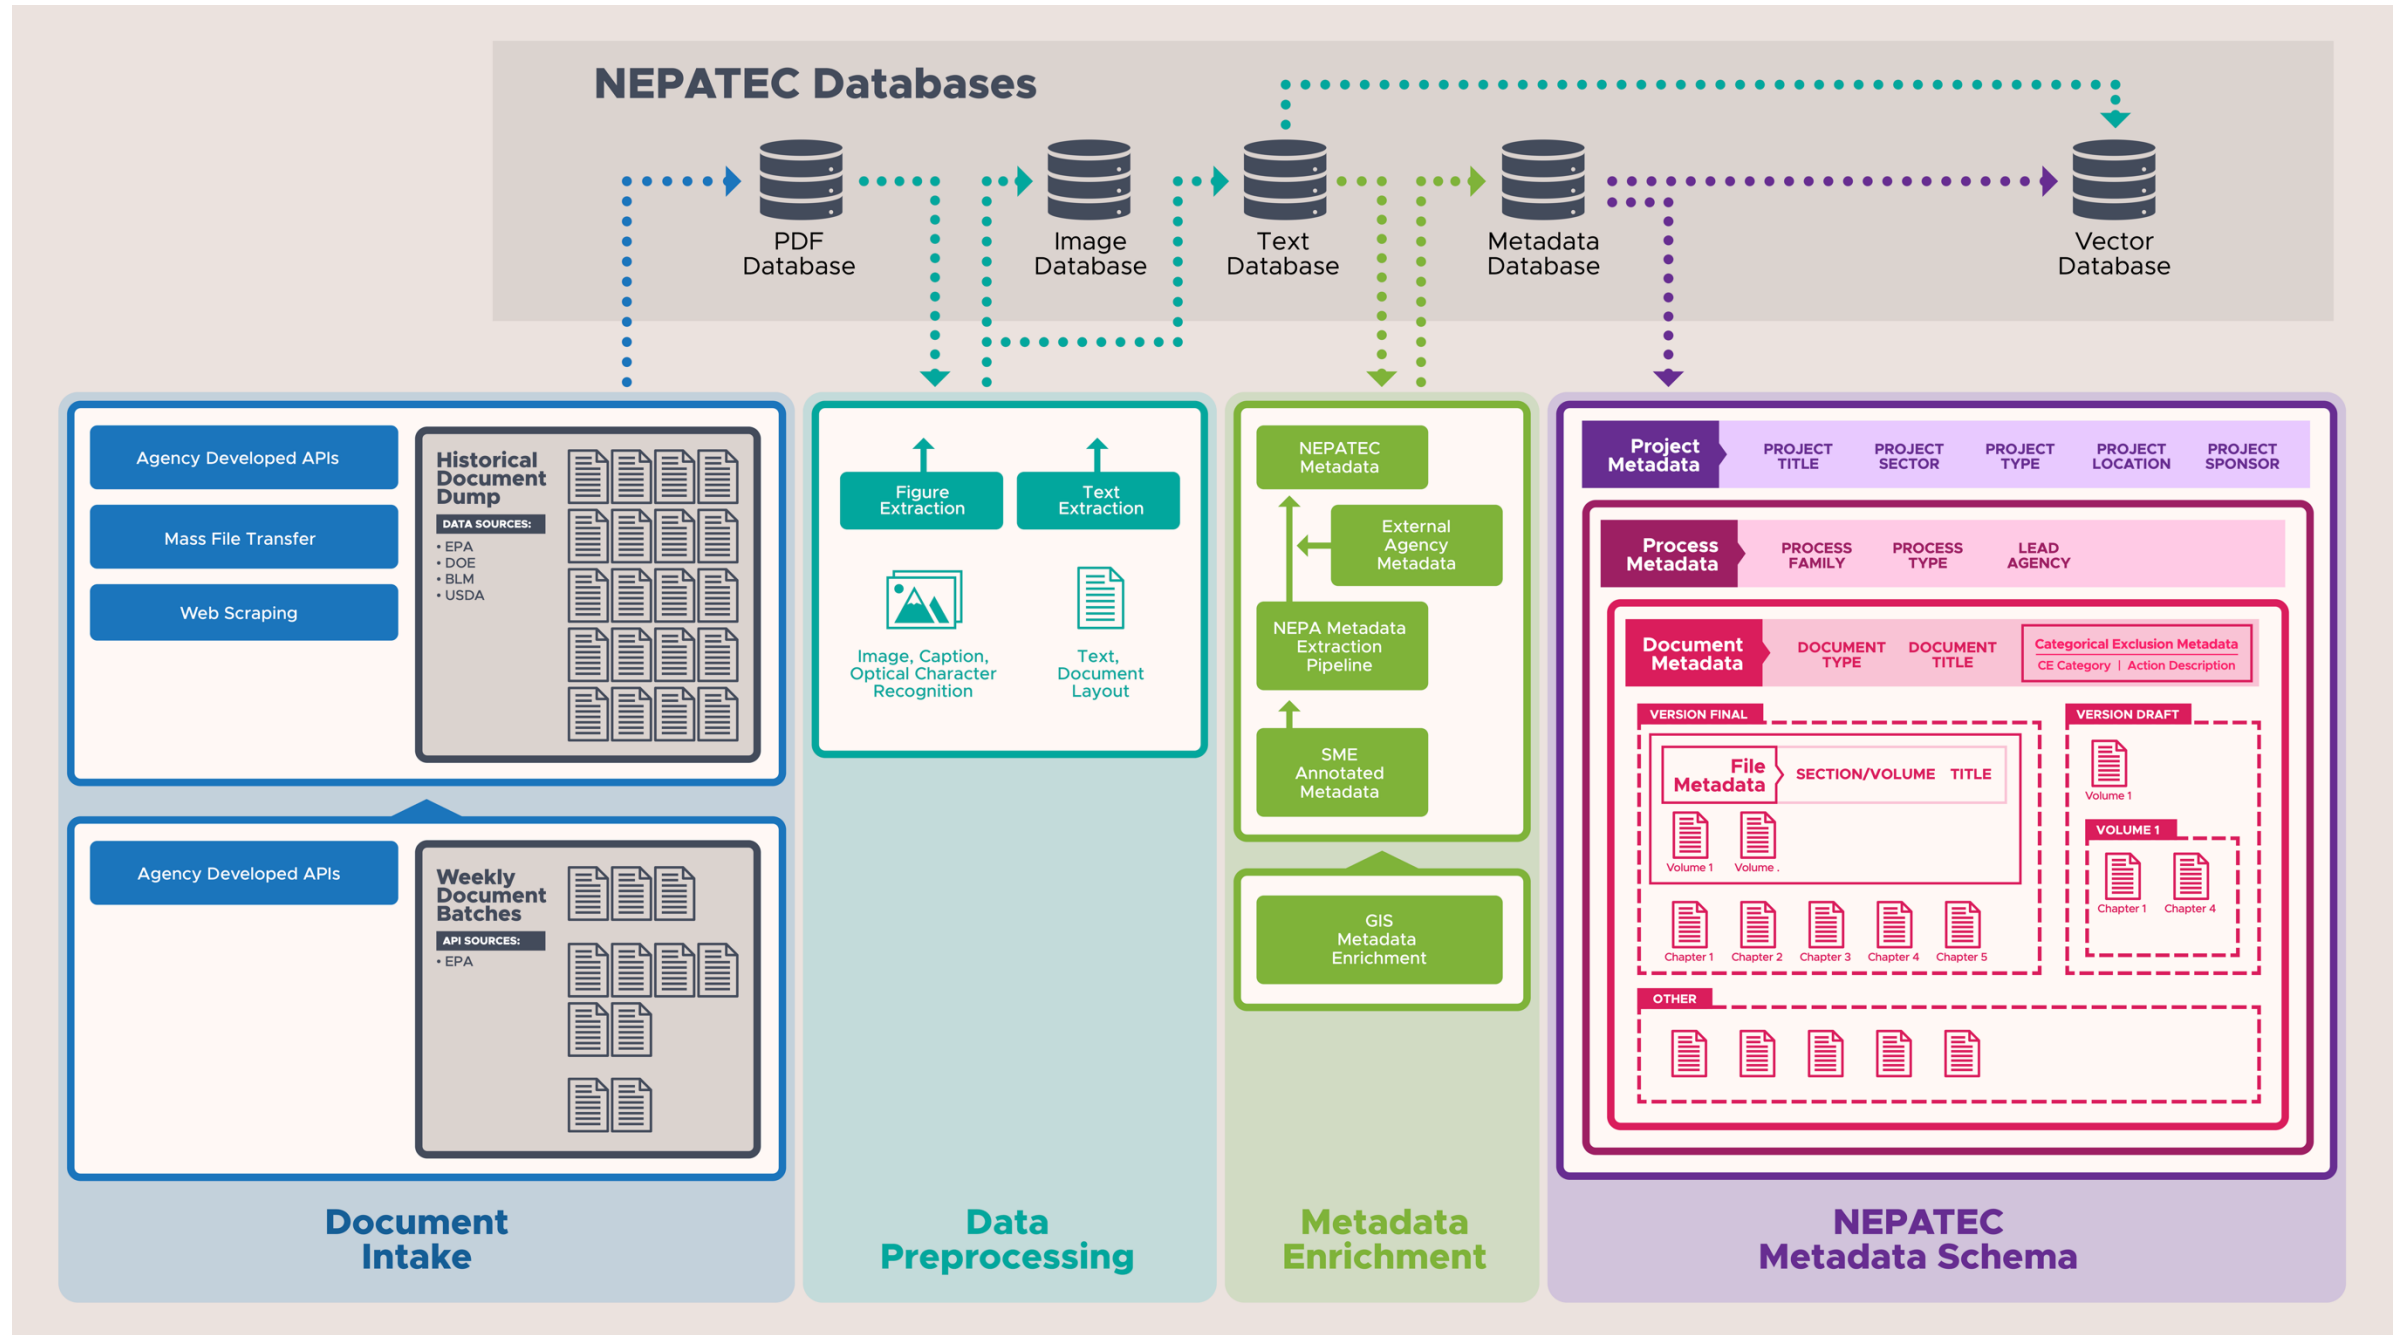 NEPATEC Databases
PDF
Database
Image
Database
Text
Database
Metadata
Database
Vector
Database
Agency Developed APIs
Mass File Transfer
Web Scraping
Historical
Document
Dump
DATA SOURCES:
• EPA
• DOE
• BLM
• USDA
Agency Developed APIs
Weekly
Document
Batches
API SOURCES:
• EPA
Document
Intake
Figure
Extraction
Text
Extraction
Image, Caption,
Optical Character
Recognition
Text,
Document
Layout
Data
Preprocessing
NEPATEC
Metadata
External
Agency
Metadata
NEPA Metadata
Extraction
Pipeline
SME
Annotated
Metadata
GIS
Metadata
Enrichment
Metadata
Enrichment
Project
Metadata
PROJECT
TITLE
PROJECT
SECTOR
PROJECT
TYPE
PROJECT
LOCATION
PROJECT
SPONSOR
Process
Metadata
PROCESS
FAMILY
PROCESS
TYPE
LEAD
AGENCY
Document
Metadata
DOCUMENT
TYPE
DOCUMENT
TITLE
Categorical Exclusion Metadata
CE Category | Action Description
VERSION FINAL
File
Metadata
SECTION/VOLUME TITLE
Volume 1
Volume .
Chapter 1
Chapter 2
Chapter 3
Chapter 4
Chapter 5
VERSION DRAFT
Volume 1
VOLUME 1
Chapter 1
Chapter 4
OTHER
NEPATEC
Metadata Schema